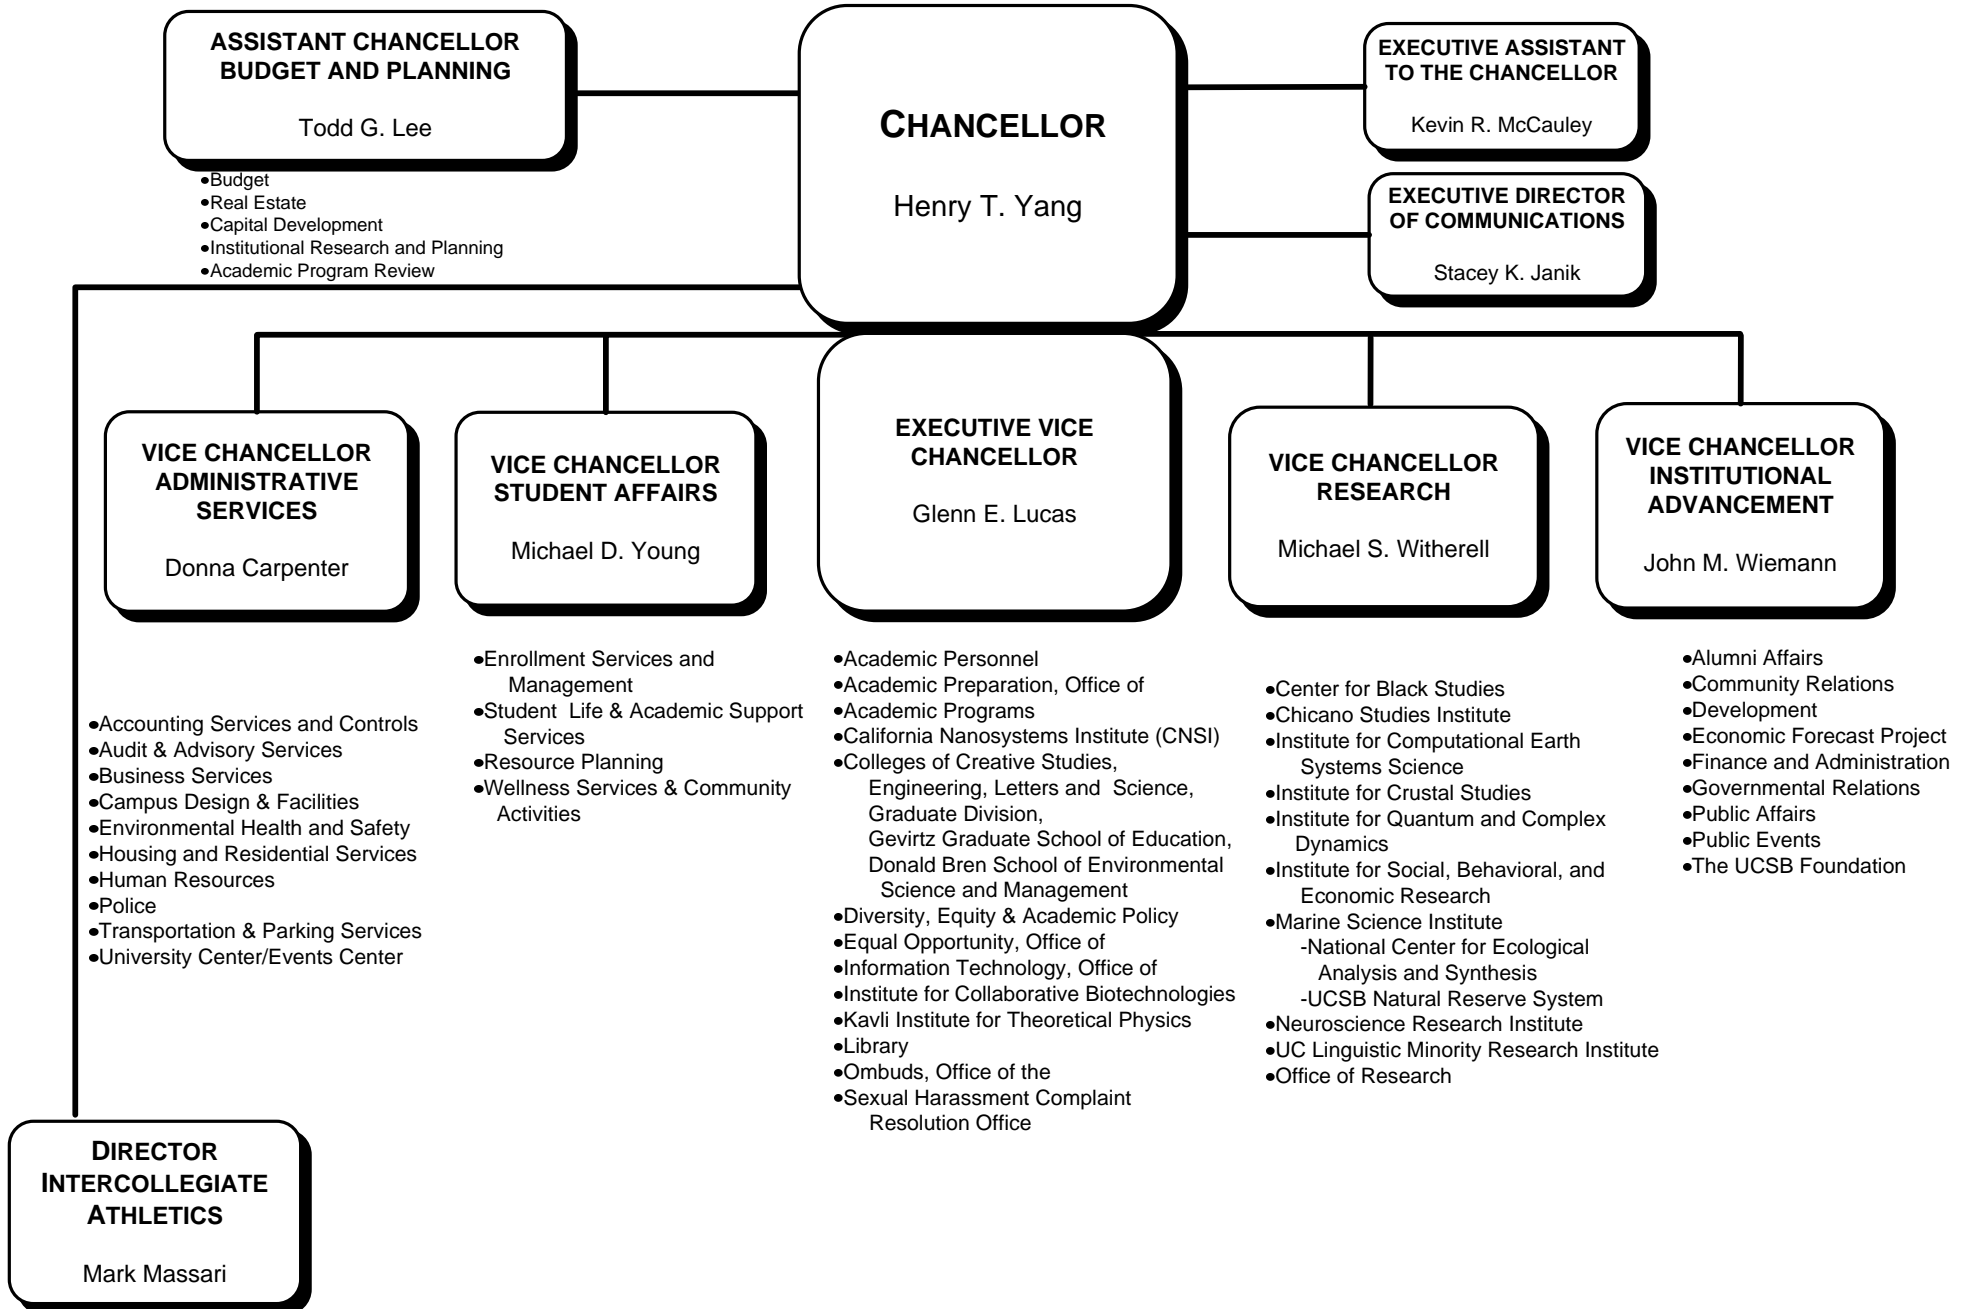 ASSISTANT CHANCELLOR
BUDGET AND PLANNING
Todd G. Lee
•Budget
•Real Estate
•Capital Development
•Institutional Research and Planning
•Academic Program Review
CHANCELLOR
Henry T. Yang
EXECUTIVE ASSISTANT
TO THE CHANCELLOR
Kevin R. McCauley
EXECUTIVE DIRECTOR
OF COMMUNICATIONS
Stacey K. Janik
VICE CHANCELLOR
ADMINISTRATIVE
SERVICES
Donna Carpenter
•Accounting Services and Controls
•Audit & Advisory Services
•Business Services
•Campus Design & Facilities
•Environmental Health and Safety
•Housing and Residential Services
•Human Resources
•Police
•Transportation & Parking Services
•University Center/Events Center
VICE CHANCELLOR
STUDENT AFFAIRS
Michael D. Young
•Enrollment Services and
Management
•Student Life & Academic Support
Services
•Resource Planning
•Wellness Services & Community
Activities
EXECUTIVE VICE
CHANCELLOR
Glenn E. Lucas
•Academic Personnel
•Academic Preparation, Office of
•Academic Programs
•California Nanosystems Institute (CNSI)
•Colleges of Creative Studies,
Engineering, Letters and Science,
Graduate Division,
Gevirtz Graduate School of Education,
Donald Bren School of Environmental
Science and Management
•Diversity, Equity & Academic Policy
•Equal Opportunity, Office of
•Information Technology, Office of
•Institute for Collaborative Biotechnologies
•Kavli Institute for Theoretical Physics
•Library
•Ombuds, Office of the
•Sexual Harassment Complaint
Resolution Office
VICE CHANCELLOR
RESEARCH
Michael S. Witherell
•Center for Black Studies
•Chicano Studies Institute
•Institute for Computational Earth
Systems Science
•Institute for Crustal Studies
•Institute for Quantum and Complex
Dynamics
•Institute for Social, Behavioral, and
Economic Research
•Marine Science Institute
-National Center for Ecological
Analysis and Synthesis
-UCSB Natural Reserve System
•Neuroscience Research Institute
•UC Linguistic Minority Research Institute
•Office of Research
VICE CHANCELLOR
INSTITUTIONAL
ADVANCEMENT
John M. Wiemann
•Alumni Affairs
•Community Relations
•Development
•Economic Forecast Project
•Finance and Administration
•Governmental Relations
•Public Affairs
•Public Events
•The UCSB Foundation
DIRECTOR
INTERCOLLEGIATE
ATHLETICS
Mark Massari